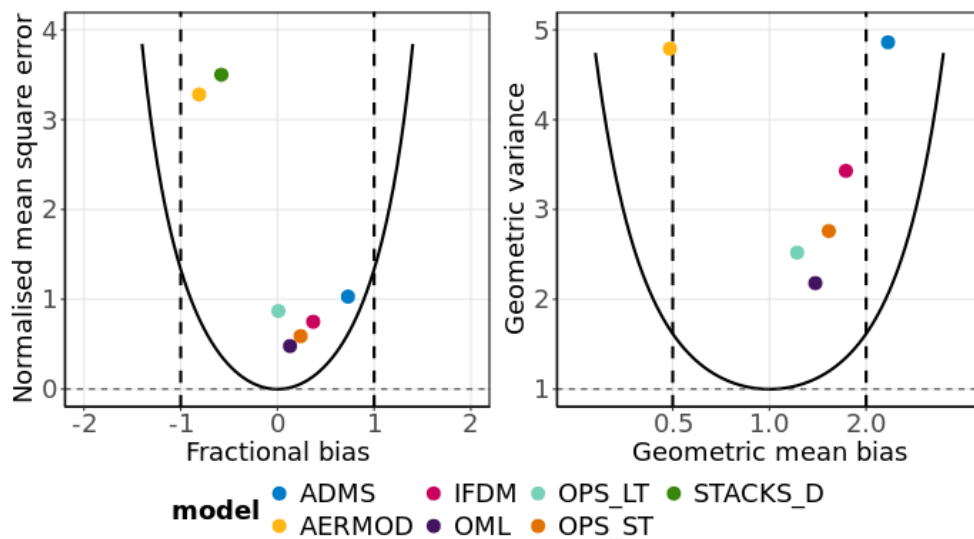 Normalised mean square error
4
3
2
1
0
-2 -1 0 1 2
Fractional bias
Geometric variance
5
4
3
2
1
0.5 1.0 2.0
Geometric mean bias
model
ADMS IFDM OPS_LT STACKS_D
AERMOD OML OPS_ST